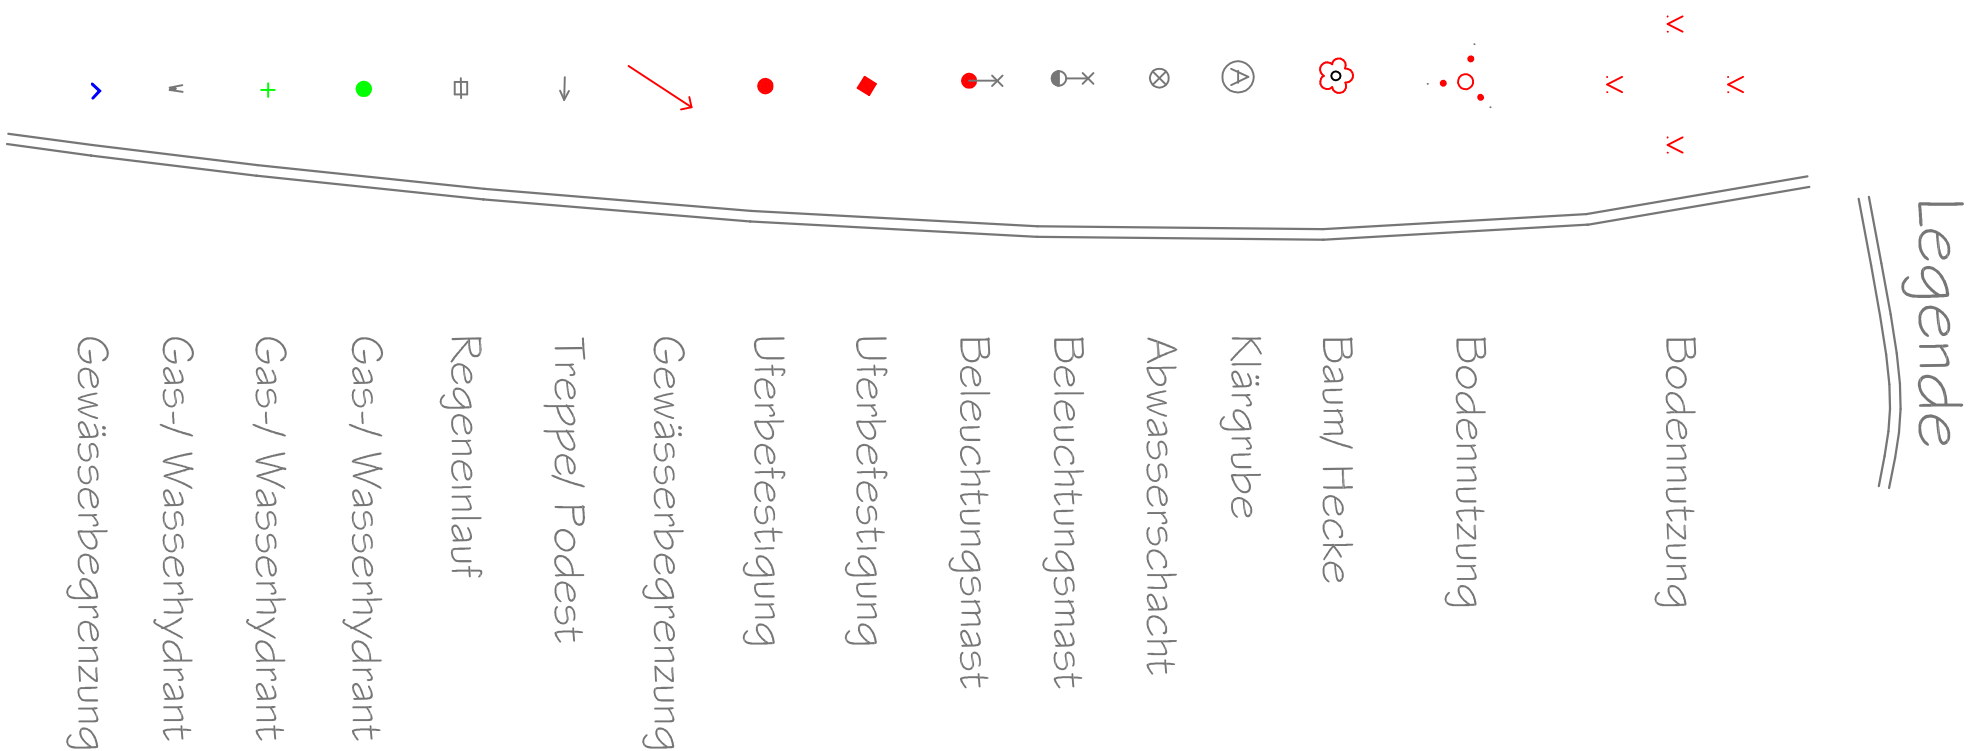 Legende
Bodennutzung
Bodennutzung
Baum/ Hecke
A
Klärgrube
Abwasserschacht
Beleuchtungsmast
Beleuchtungsmast
Uferbefestigung
Uferbefestigung
Gewässerbegrenzung
Treppe/ Podest
Regeneinlauf
Gas-/ Wasserhydrant
Gas-/ Wasserhydrant
Gas-/ Wasserhydrant
Gewässerbegrenzung